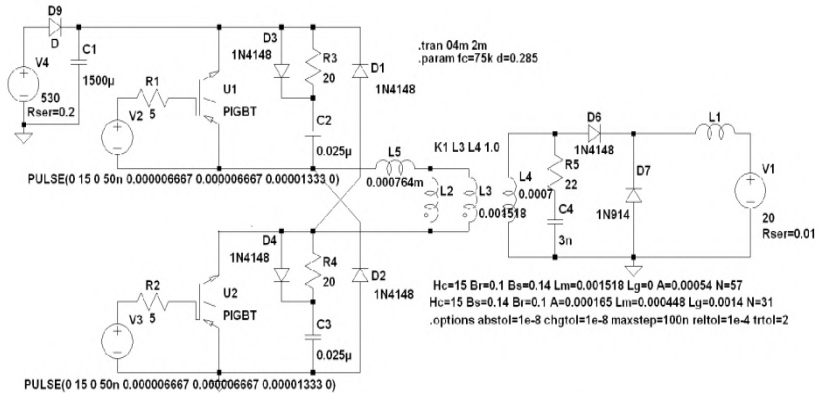 D9
D
D3
1N4148
R3
20
D1
1N4148
.tran 04m 2m
.param fc=75k d=0.285
V4
530
Rser=0.2
C1
1500µ
R1
5
U1
PIGBT
V2
C2
0.025µ
PULSE(0 15 0 50n 0.000006667 0.000006667 0.00001333 0)
L5
0.000764m
K1 L3 L4 1.0
L2
L3
0.001518
L4
0.0007
R5
22
C4
3n
D6
1N4148
D7
1N914
L1
V1
20
Rser=0.01
D4
1N4148
R4
20
D2
1N4148
R2
5
U2
PIGBT
V3
C3
0.025µ
PULSE(0 15 0 50n 0.000006667 0.000006667 0.00001333 0)
Hc=15 Br=0.1 Bs=0.14 Lm=0.001518 Lg=0 A=0.00054 N=57
Hc=15 Bs=0.14 Br=0.1 A=0.000165 Lm=0.000448 Lg=0.0014 N=31
.options abstol=1e-8 chgtol=1e-8 maxstep=100n reltol=1e-4 trtol=2